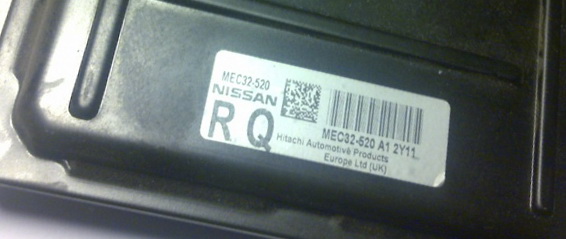 MEC32-520
NISSAN
R Q
MEC32-520 A1 2Y11
Hitachi Automotive Products
Europe Ltd (UK)